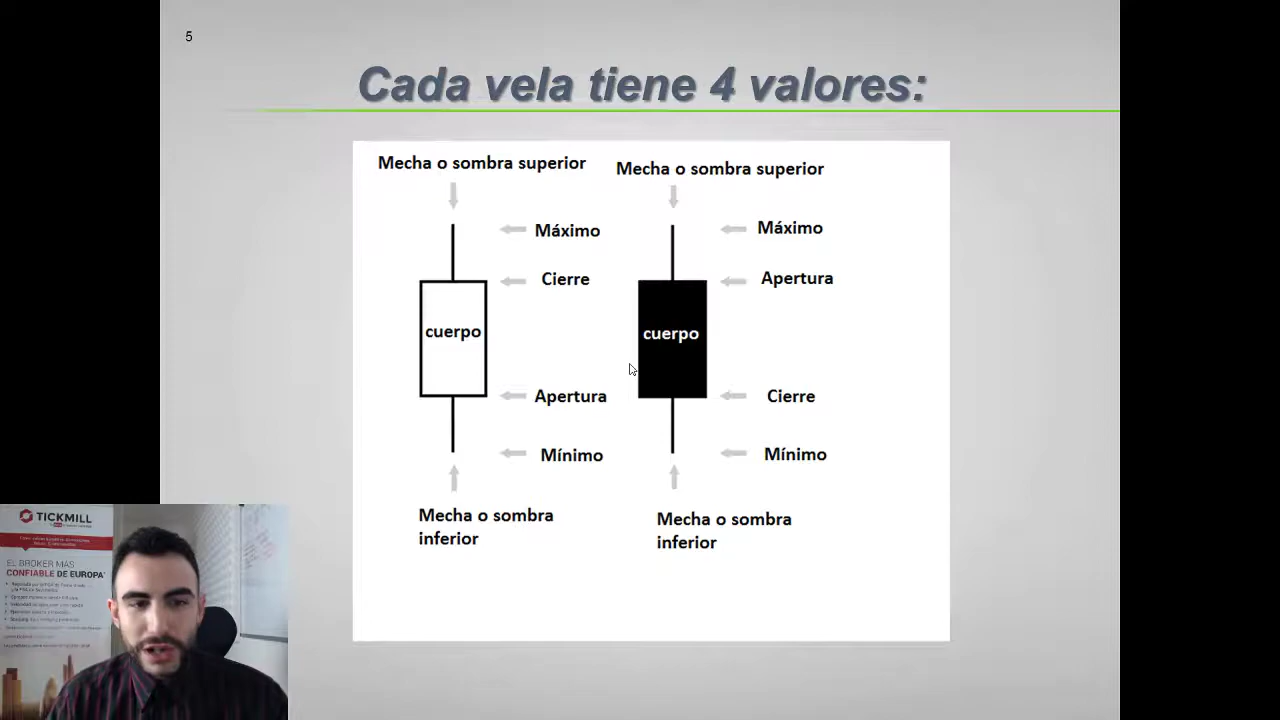 5
Cada vela tiene 4 valores:
Mecha o sombra superior
Mecha o sombra superior
Máximo
Máximo
Cierre
Apertura
cuerpo
cuerpo
Apertura
Cierre
Mínimo
Mínimo
Mecha o sombra
inferior
Mecha o sombra
inferior
TICKMILL
EL BROKER MÁS
CONFIABLE DE EUROPA*